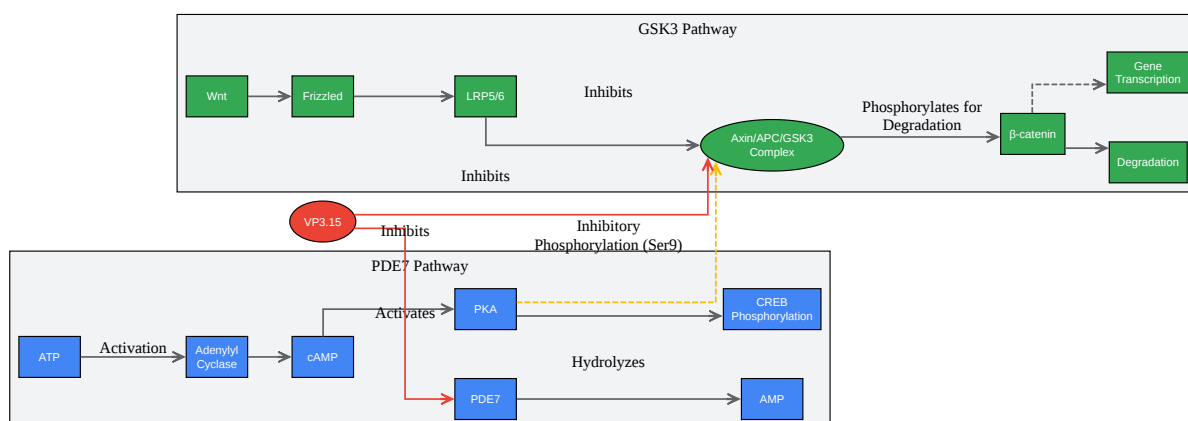 GSK3 Pathway
Gene
Transcription
Wnt
Frizzled
LRP5/6
Inhibits
Phosphorylates for
Degradation
Axin/APC/GSK3
Complex
β-catenin
Degradation
Inhibits
VP3.15
Inhibits
Inhibitory
Phosphorylation (Ser9)
PDE7 Pathway
PKA
CREB
Phosphorylation
Activates
ATP
Activation
Adenylyl
Cyclase
cAMP
Hydrolyzes
PDE7
AMP